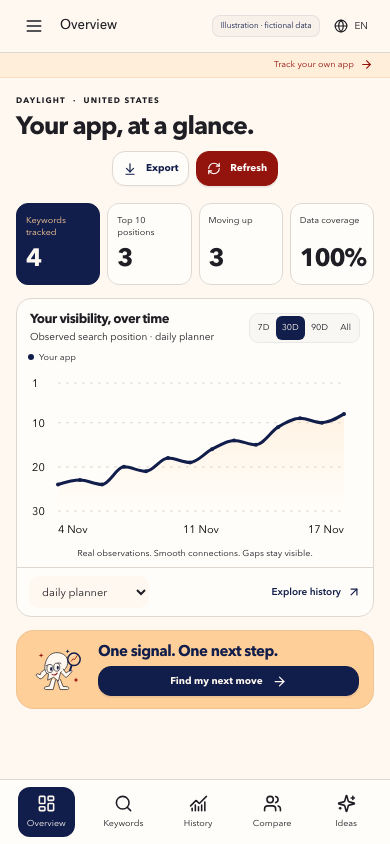 Overview
Illustration · fictional data
EN
Track your own app
DAYLIGHT · UNITED STATES
Your app, at a glance.
Export
Refresh
Keywords
tracked
4
Top 10
positions
3
Moving up
3
Data coverage
100%
Your visibility, over time
Observed search position · daily planner
7D
30D
90D
All
Your app
1
10
20
30
4 Nov
11 Nov
17 Nov
Real observations. Smooth connections. Gaps stay visible.
daily planner
Explore history
One signal. One next step.
Find my next move
Overview
Keywords
History
Compare
Ideas